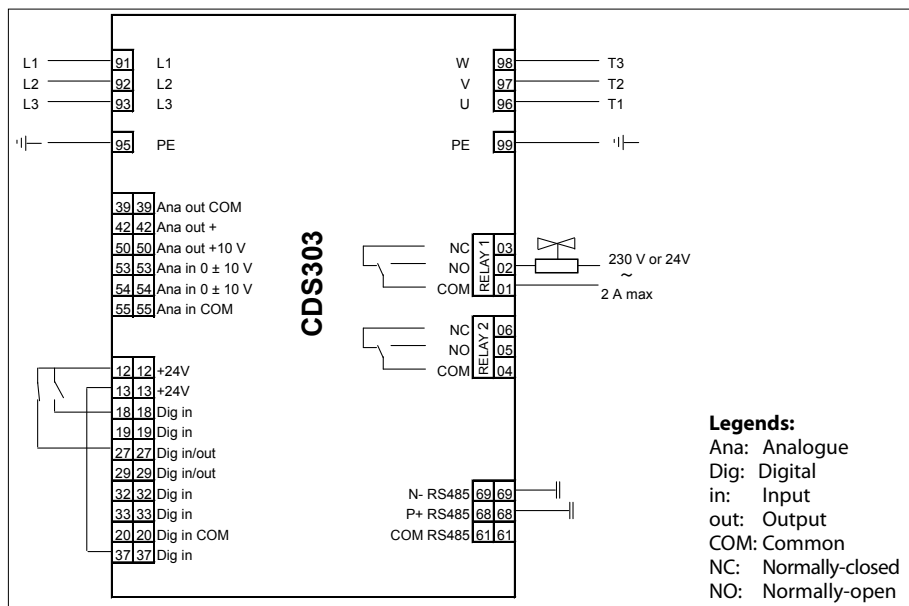 L1 91 L1
L2 92 L2
L3 93 L3
95 PE
39 39 Ana out COM
42 42 Ana out +
50 50 Ana out +10 V
53 53 Ana in 0 ± 10 V
54 54 Ana in 0 ± 10 V
55 55 Ana in COM
12 12 +24V
13 13 +24V
18 18 Dig in
19 19 Dig in
27 27 Dig in/out
29 29 Dig in/out
32 32 Dig in
33 33 Dig in
20 20 Dig in COM
37 37 Dig in
CDS303
W 98 T3
V 97 T2
U 96 T1
PE 99
RELAY 1
NC 03
NO 02
COM 01
230 V or 24V
~
2 A max
RELAY 2
NC 06
NO 05
COM 04
N- RS485 69 69
P+ RS485 68 68
COM RS485 61 61
Legends:
Ana: Analogue
Dig: Digital
in: Input
out: Output
COM: Common
NC: Normally-closed
NO: Normally-open